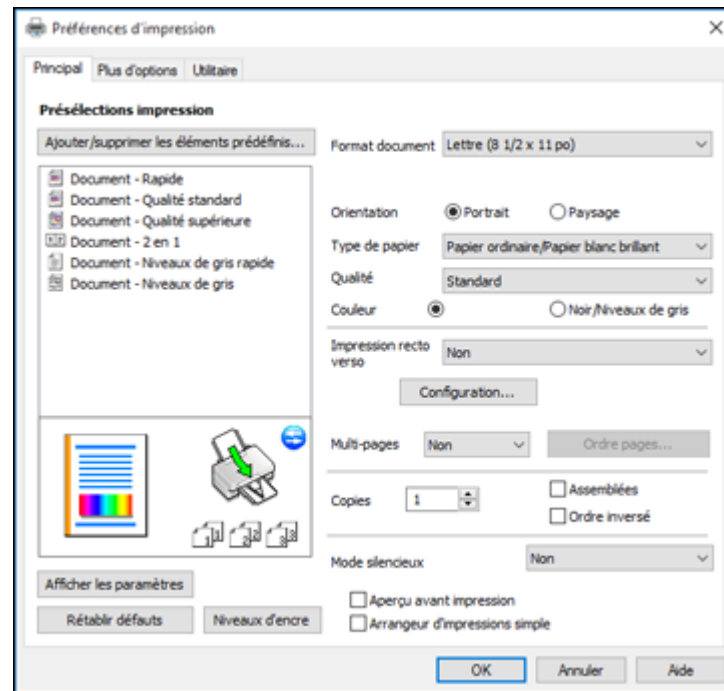 Préférences d'impression
Principal
Plus d'options
Utilitaire
Présélections impression
Ajouter/supprimer les éléments prédéfinis...
Document - Rapide
Document - Qualité standard
Document - Qualité supérieure
Document - 2 en 1
Document - Niveaux de gris rapide
Document - Niveaux de gris
Afficher les paramètres
Rétablir défauts
Niveaux d'encre
Format document
Lettre (8 1/2 x 11 po)
Orientation
Portrait
Paysage
Type de papier
Papier ordinaire/Papier blanc brillant
Qualité
Standard
Couleur
Noir/Niveaux de gris
Impression recto
verso
Non
Configuration...
Multi-pages
Non
Ordre pages...
Copies
1
Assemblées
Ordre inversé
Mode silencieux
Non
Aperçu avant impression
Arrangeur d'impressions simple
OK
Annuler
Aide